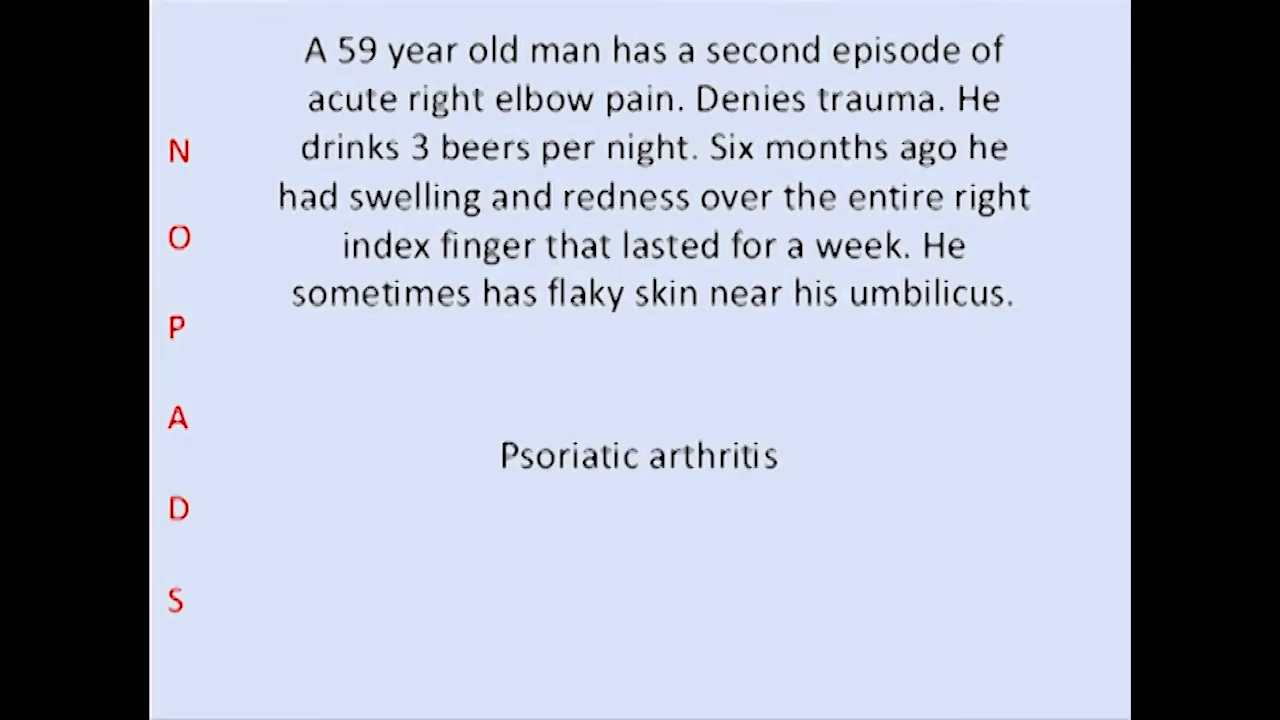 A 59 year old man has a second episode of
acute right elbow pain. Denies trauma. He
drinks 3 beers per night. Six months ago he
had swelling and redness over the entire right
index finger that lasted for a week. He
sometimes has flaky skin near his umbilicus.
Psoriatic arthritis
N
O
P
A
D
S